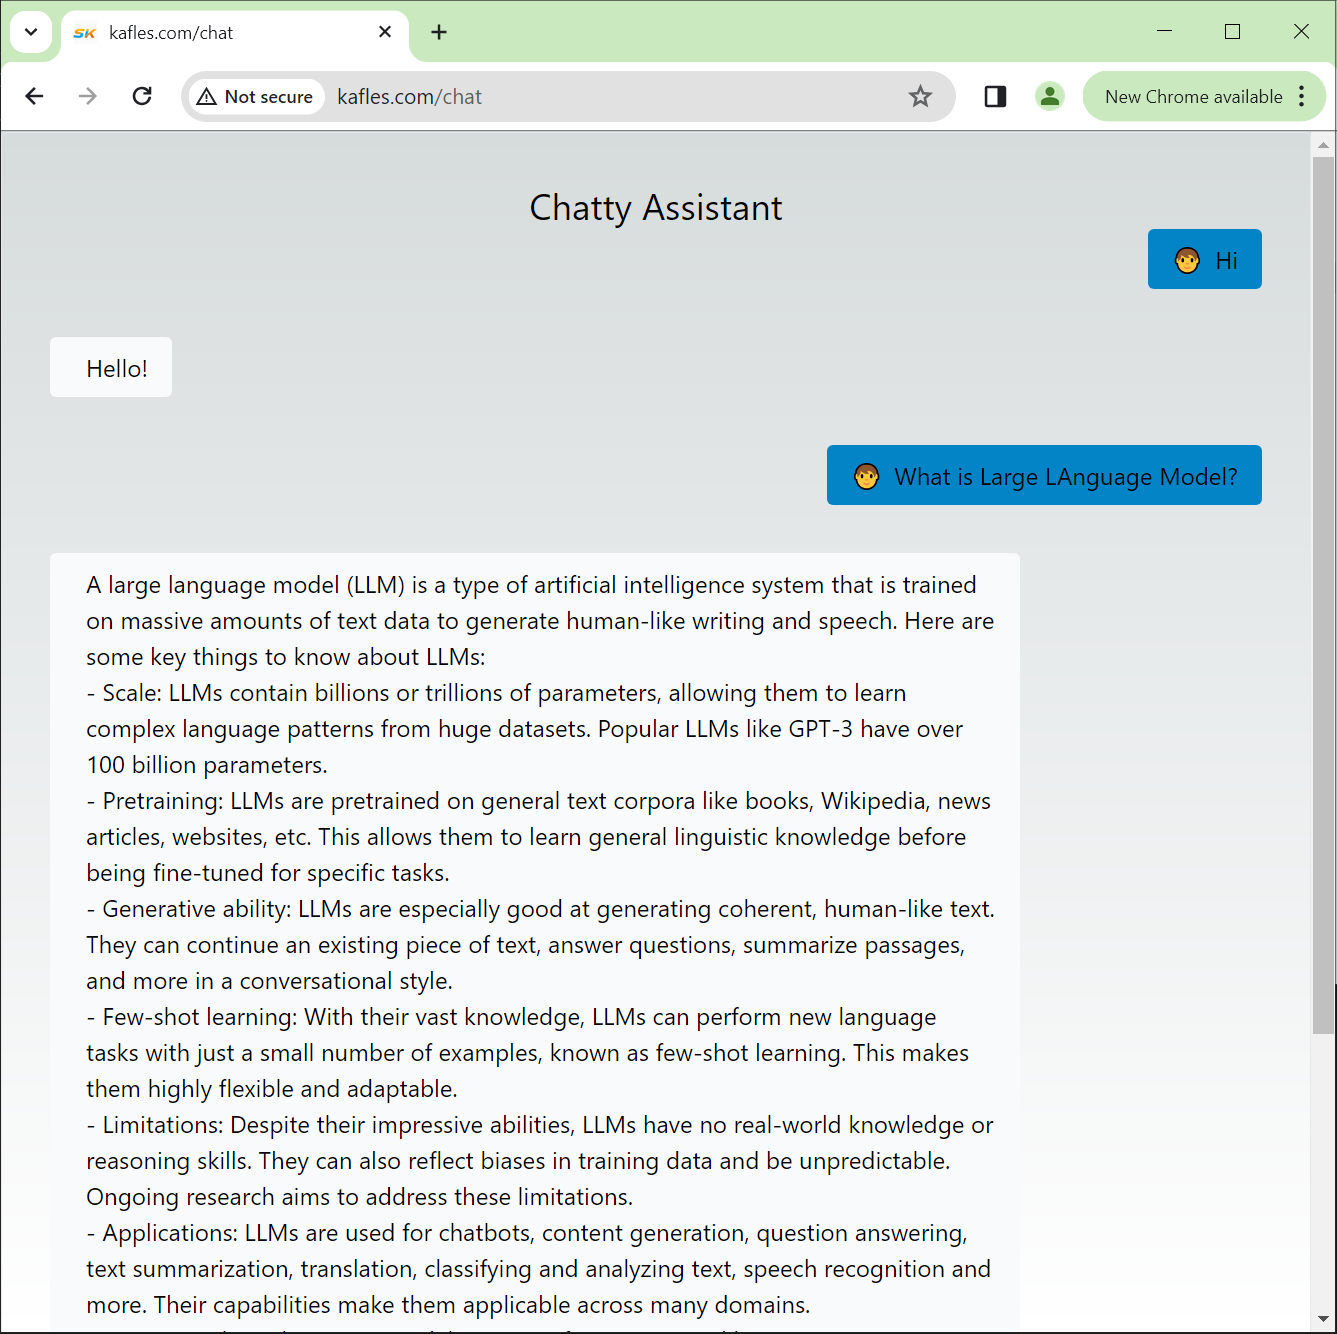 SK kafles.com/chat
Not secure kafles.com/chat New Chrome available
Chatty Assistant
Hi
Hello!
What is Large LAnguage Model?
A large language model (LLM) is a type of artificial intelligence system that is trained
on massive amounts of text data to generate human-like writing and speech. Here are
some key things to know about LLMs:
- Scale: LLMs contain billions or trillions of parameters, allowing them to learn
complex language patterns from huge datasets. Popular LLMs like GPT-3 have over
100 billion parameters.
- Pretraining: LLMs are pretrained on general text corpora like books, Wikipedia, news
articles, websites, etc. This allows them to learn general linguistic knowledge before
being fine-tuned for specific tasks.
- Generative ability: LLMs are especially good at generating coherent, human-like text.
They can continue an existing piece of text, answer questions, summarize passages,
and more in a conversational style.
- Few-shot learning: With their vast knowledge, LLMs can perform new language
tasks with just a small number of examples, known as few-shot learning. This makes
them highly flexible and adaptable.
- Limitations: Despite their impressive abilities, LLMs have no real-world knowledge or
reasoning skills. They can also reflect biases in training data and be unpredictable.
Ongoing research aims to address these limitations.
- Applications: LLMs are used for chatbots, content generation, question answering,
text summarization, translation, classifying and analyzing text, speech recognition and
more. Their capabilities make them applicable across many domains.